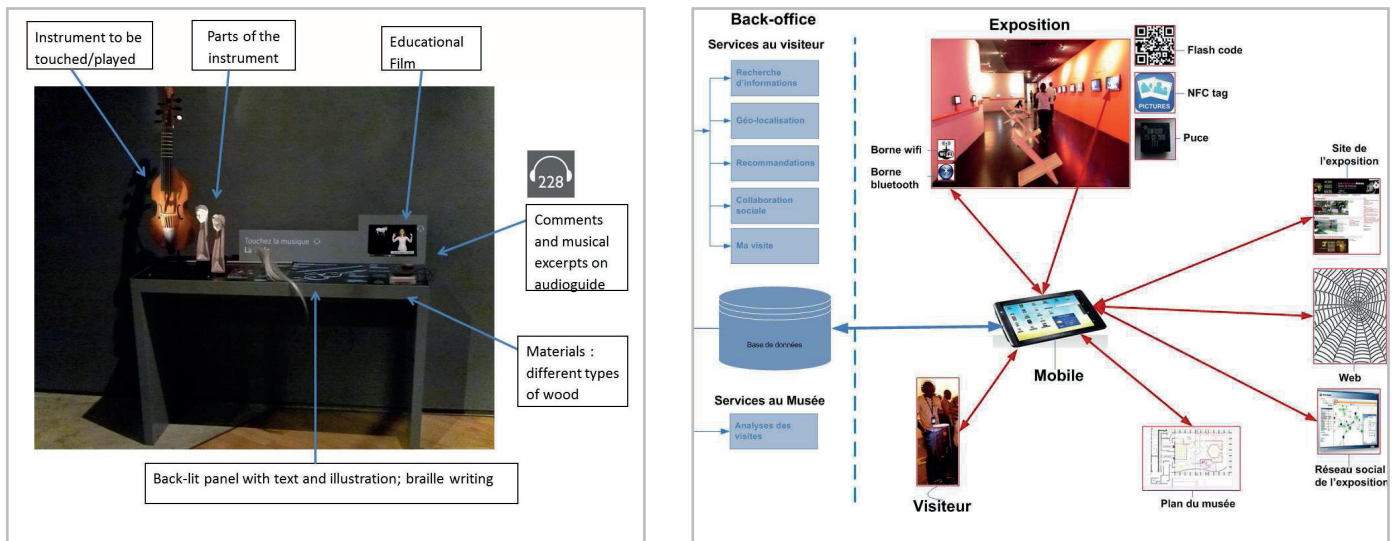 Instrument to be
touched/played
Parts of the
instrument
Educational
Film
228
Touchez la musique
Comments
and musical
excerpts on
audioguide
Materials :
different types
of wood
Back-lit panel with text and illustration; braille writing
Back-office
Services au visiteur
Recherche
d'informations
Géo-localisation
Recommandations
Collaboration
sociale
Ma visite
Base de données
Services au Musée
Analyses des
visites
Exposition
Flash code
NFC tag
PICTURES
Puce
Borne wifi
Borne
bluetooth
Site de
l'exposition
Web
Mobile
Réseau social
de l'exposition
Visiteur
Plan du musée